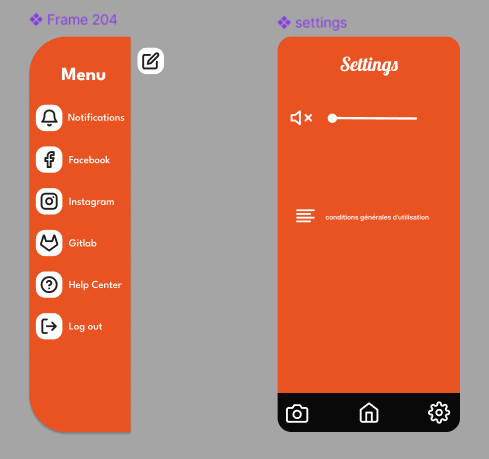 Frame 204
Menu
Notifications
Facebook
Instagram
Gitlab
Help Center
Log out
settings
Settings
conditions générales d'utilisation